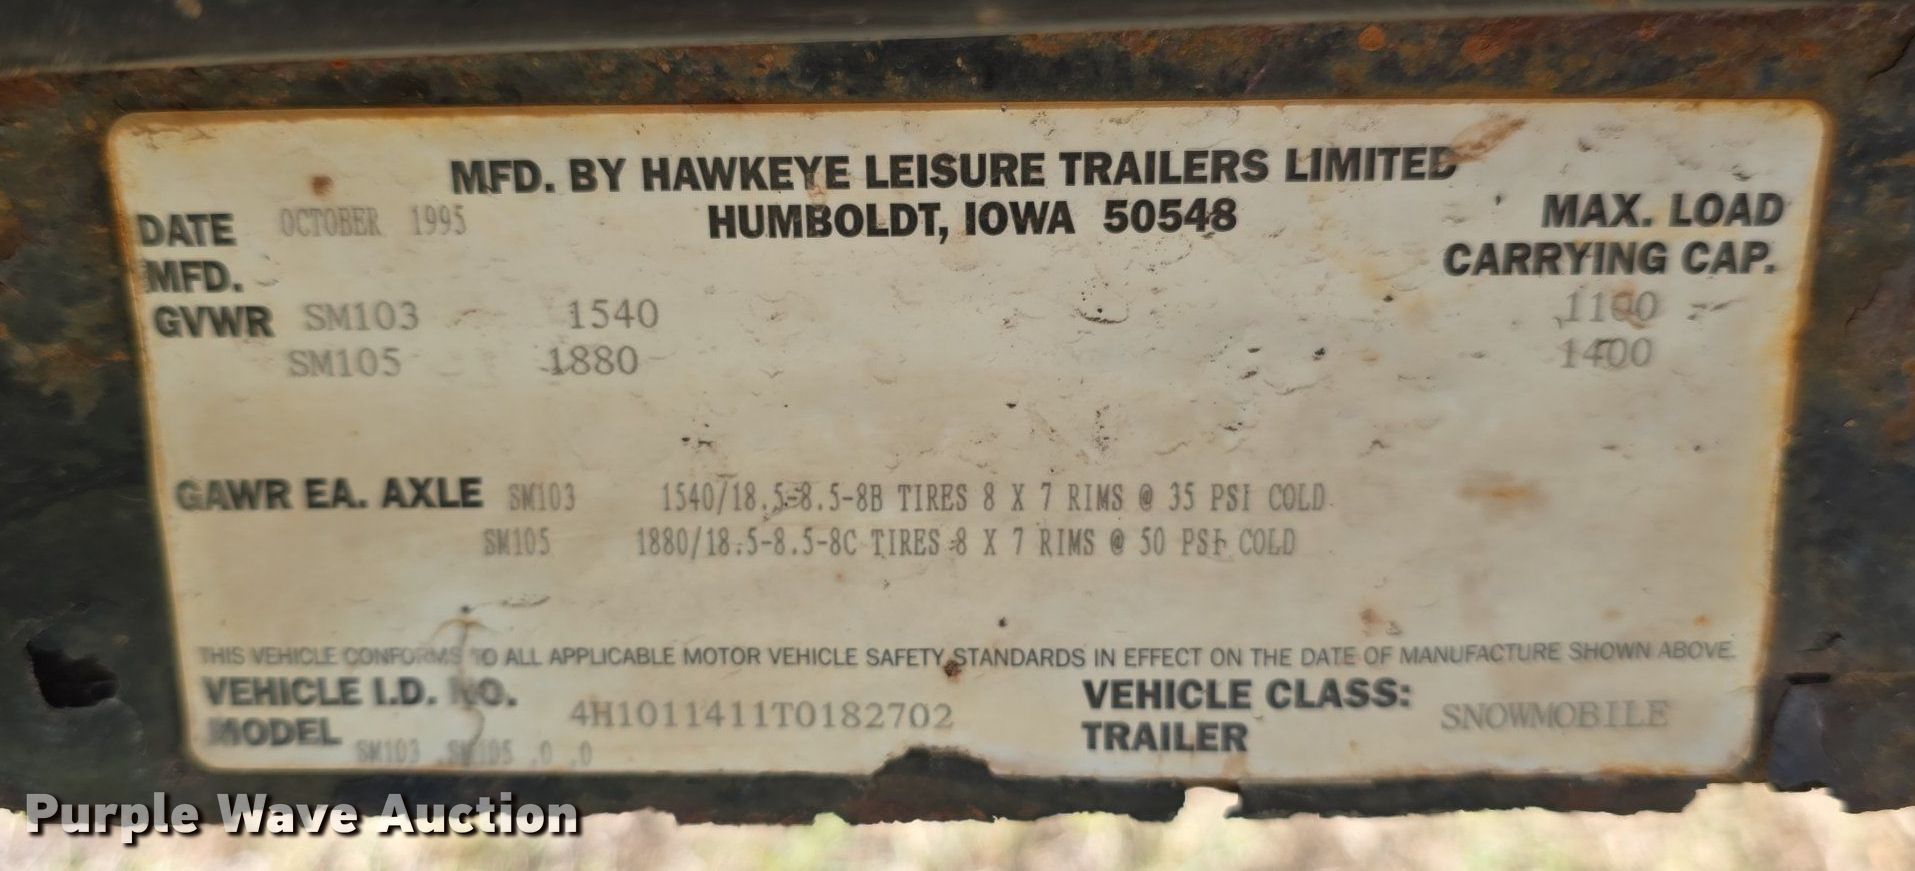 MFD. BY HAWKEYE LEISURE TRAILERS LIMITED
HUMBOLDT, IOWA 50548
DATE OCTOBER 1995
MFD.
MAX. LOAD
CARRYING CAP.
GVWR SM103 1540 1100
SM105 1880 1400
GAWR EA. AXLE SM103 1540/18.5-8.5-8B TIRES 8 X 7 RIMS @ 35 PSI COLD
SM105 1880/18.5-8.5-8C TIRES 8 X 7 RIMS @ 50 PSI COLD
THIS VEHICLE CONFORMS TO ALL APPLICABLE MOTOR VEHICLE SAFETY STANDARDS IN EFFECT ON THE DATE OF MANUFACTURE SHOWN ABOVE.
VEHICLE I.D. NO. 4H1011411T0182702
MODEL SM103 ,SM105 ,0 ,0
VEHICLE CLASS: SNOWMOBILE
TRAILER
Purple Wave Auction